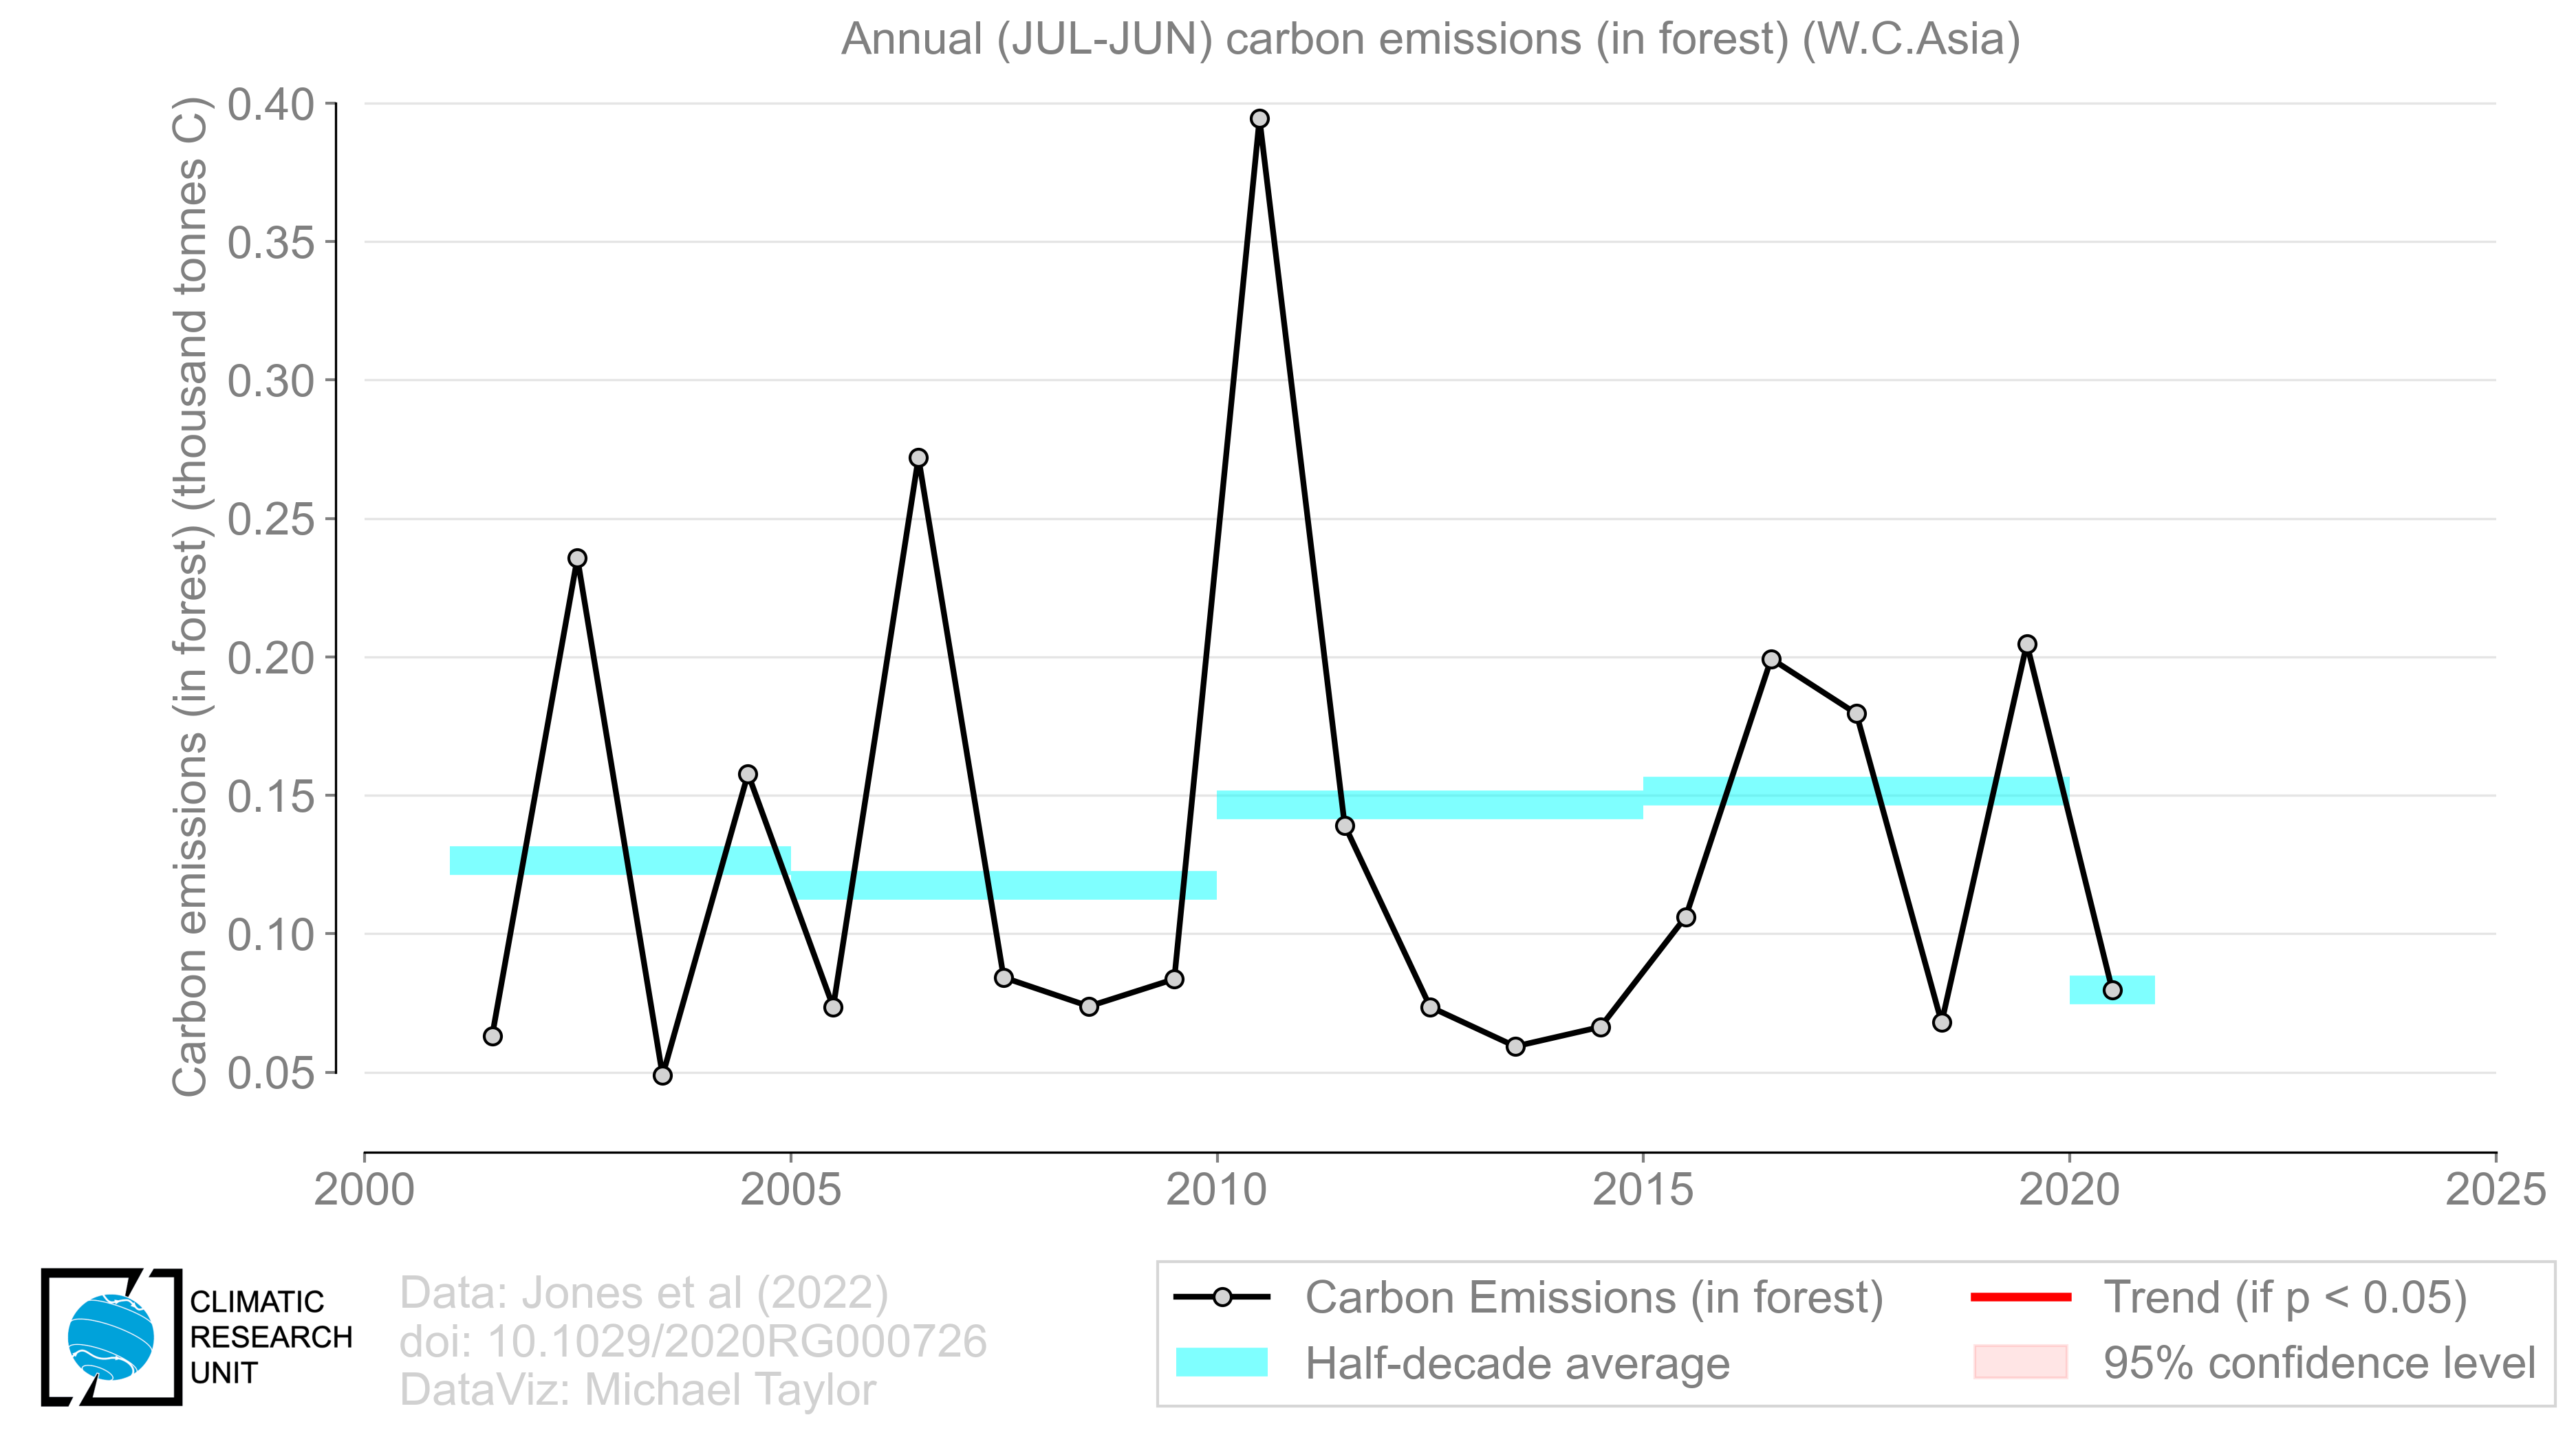 Annual (JUL-JUN) carbon emissions (in forest) (W.C.Asia)
Carbon emissions (in forest) (thousand tonnes C)
0.40
0.35
0.30
0.25
0.20
0.15
0.10
0.05
2000 2005 2010 2015 2020 2025
CLIMATIC
RESEARCH
UNIT
Data: Jones et al (2022)
doi: 10.1029/2020RG000726
DataViz: Michael Taylor
Carbon Emissions (in forest)
Half-decade average
Trend (if p < 0.05)
95% confidence level